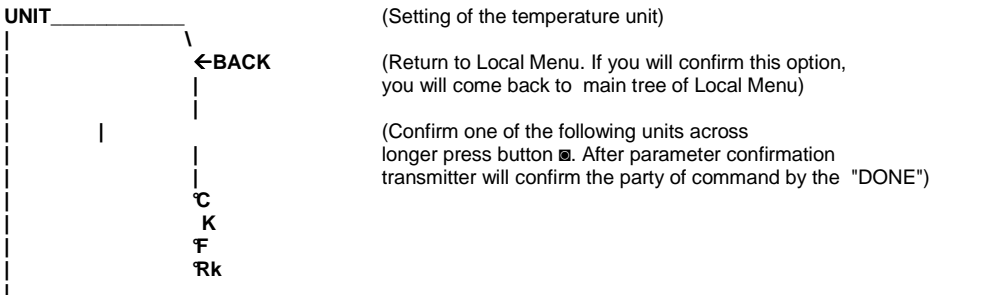 UNIT_____________ (Setting of the temperature unit)
| \
| ←BACK (Return to Local Menu. If you will confirm this option,
| | you will come back to main tree of Local Menu)
| |
| | (Confirm one of the following units across
| | longer press button ◙. After parameter confirmation
| | transmitter will confirm the party of command by the "DONE")
| °C
| K
| °F
| °Rk
|